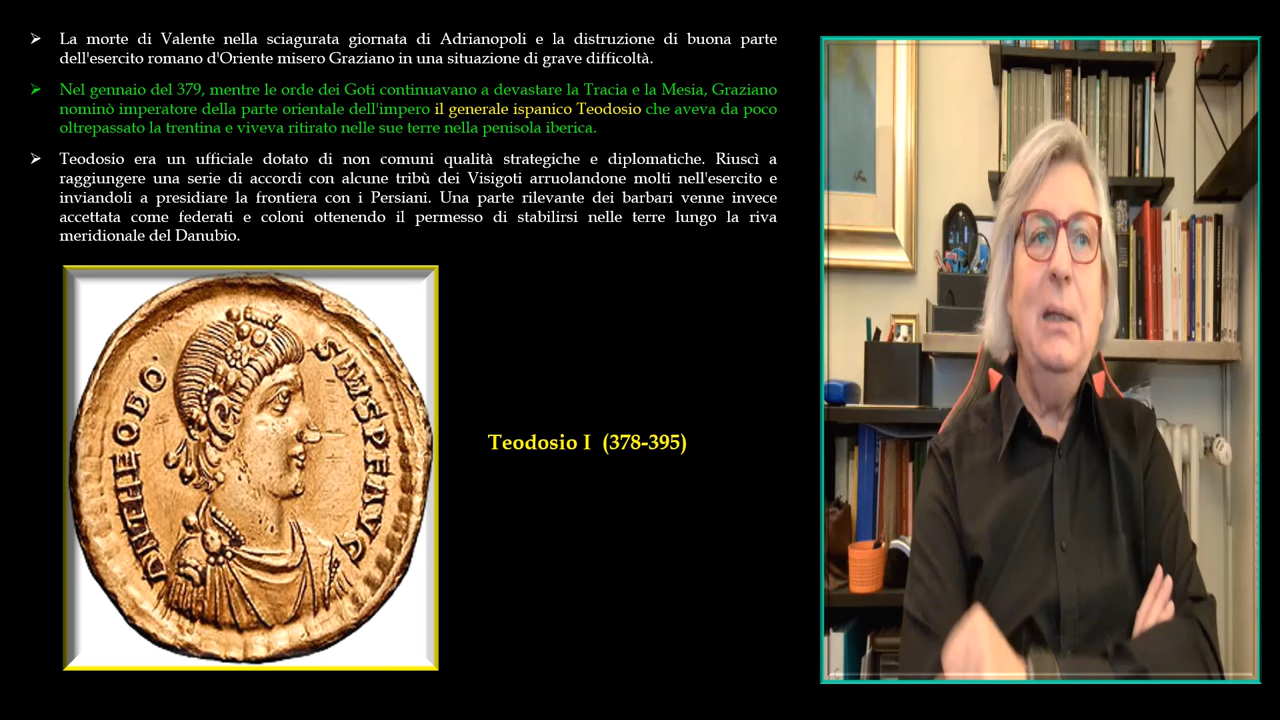 La morte di Valente nella sciagurata giornata di Adrianopoli e la distruzione di buona parte
dell'esercito romano d'Oriente misero Graziano in una situazione di grave difficoltà.
Nel gennaio del 379, mentre le orde dei Goti continuavano a devastare la Tracia e la Mesia, Graziano
nominò imperatore della parte orientale dell'impero il generale ispanico Teodosio che aveva da poco
oltrepassato la trentina e viveva ritirato nelle sue terre nella penisola iberica.
Teodosio era un ufficiale dotato di non comuni qualità strategiche e diplomatiche. Riuscì a
raggiungere una serie di accordi con alcune tribù dei Visigoti arruolandone molti nell'esercito e
inviandoli a presidiare la frontiera con i Persiani. Una parte rilevante dei barbari venne invece
accettata come federati e coloni ottenendo il permesso di stabilirsi nelle terre lungo la riva
meridionale del Danubio.
DN THEODO
SIVS P F AVG
Teodosio I (378-395)